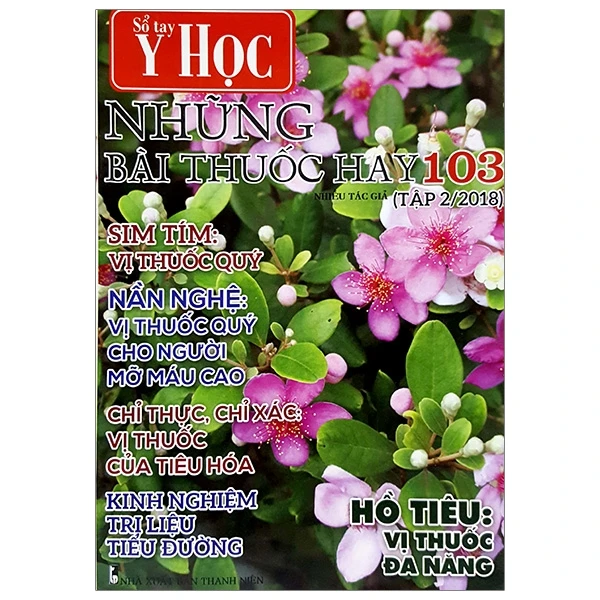 Sổ tay
Y HỌC
NHỮNG
BÀI THUỐC HAY 103
NHIỀU TÁC GIẢ (TẬP 2/2018)
SIM TÍM:
VỊ THUỐC QUÝ
NẦN NGHỆ:
VỊ THUỐC QUÝ
CHO NGƯỜI
MỠ MÁU CAO
CHỈ THỰC, CHỈ XÁC:
VỊ THUỐC
CỦA TIÊU HÓA
KINH NGHIỆM
TRỊ LIỆU
TIỂU ĐƯỜNG
HỒ TIÊU:
VỊ THUỐC
ĐA NĂNG
NHÀ XUẤT BẢN THANH NIÊN